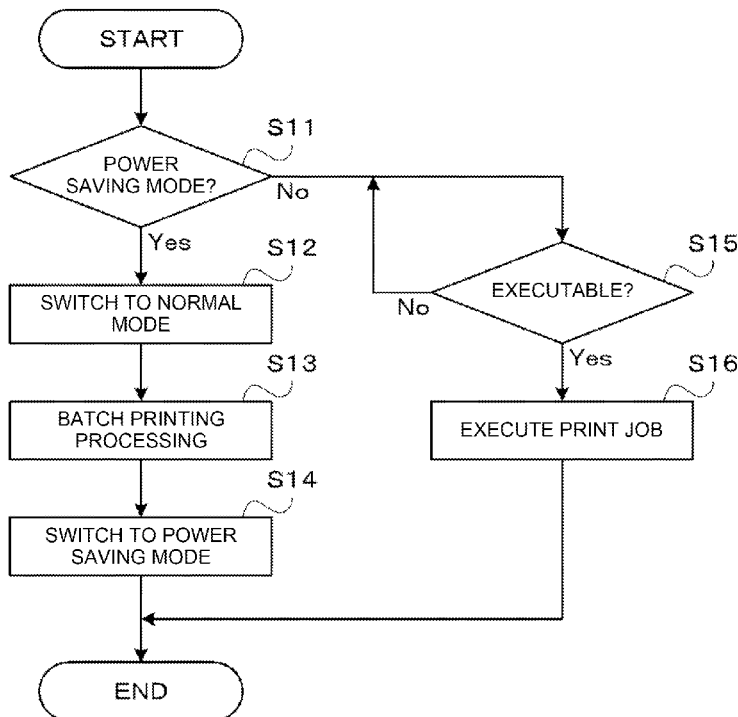 START
S11
POWER
SAVING MODE?
No
Yes
S12
SWITCH TO NORMAL
MODE
S13
BATCH PRINTING
PROCESSING
S14
SWITCH TO POWER
SAVING MODE
S15
EXECUTABLE?
No
Yes
S16
EXECUTE PRINT JOB
END